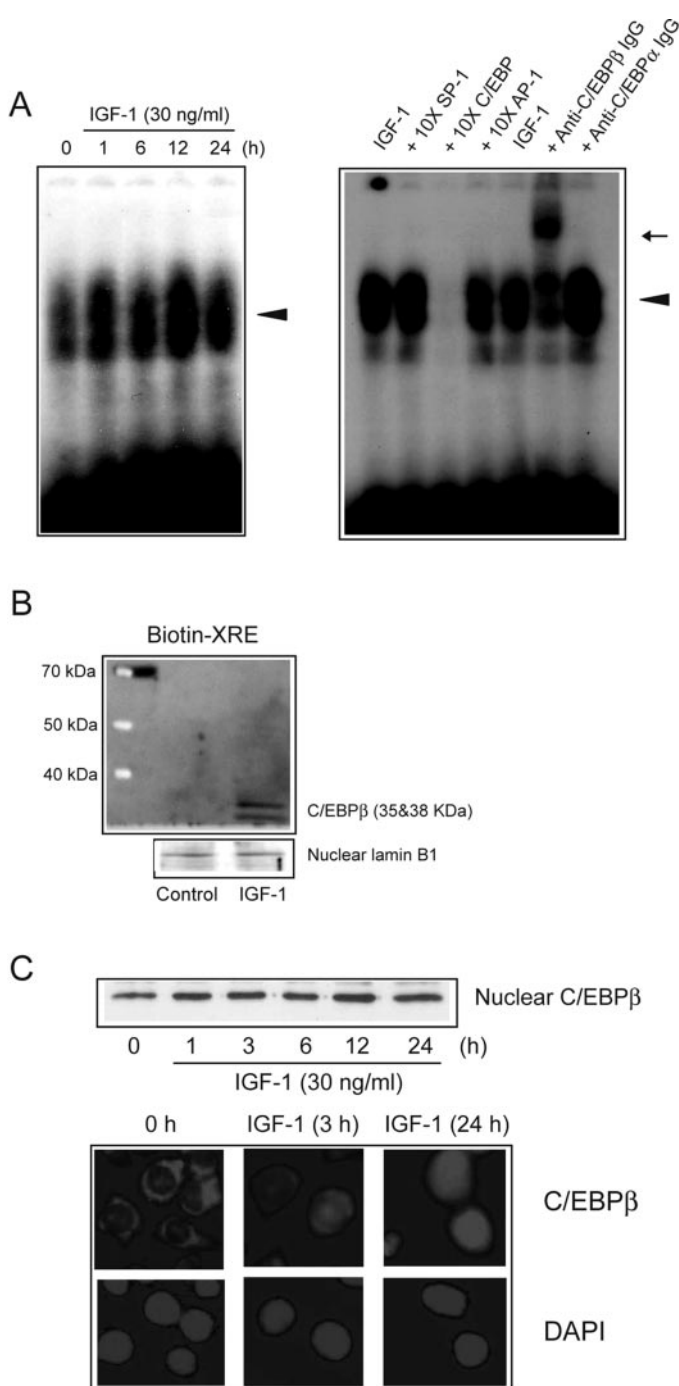 A
IGF-1 (30 ng/ml)
0 1 6 12 24 (h)
IGF-1
+ 10X SP-1
+ 10X C/EBP
+ 10X AP-1
IGF-1
+ Anti-C/EBPβ IgG
+ Anti-C/EBPα IgG
B
Biotin-XRE
70 kDa
50 kDa
40 kDa
C/EBPβ (35&38 KDa)
Nuclear lamin B1
Control IGF-1
C
Nuclear C/EBPβ
0 1 3 6 12 24 (h)
IGF-1 (30 ng/ml)
0 h IGF-1 (3 h) IGF-1 (24 h)
C/EBPβ
DAPI